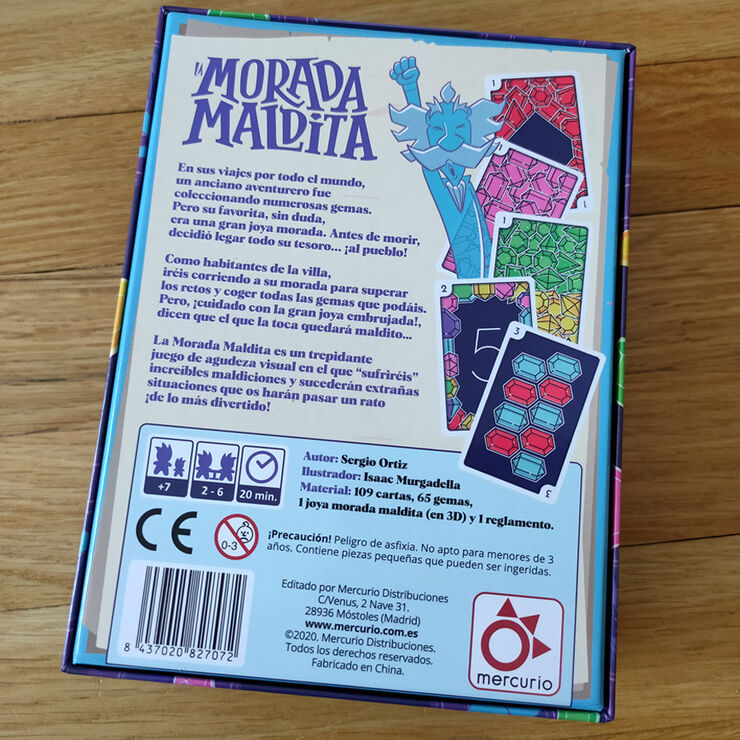 LA
MORADA
MALDITA
En sus viajes por todo el mundo,
un anciano aventurero fue
coleccionando numerosas gemas.
Pero su favorita, sin duda,
era una gran joya morada. Antes de morir,
decidió legar todo su tesoro... ¡al pueblo!
Como habitantes de la villa,
iréis corriendo a su morada para superar
los retos y coger todas las gemas que podáis.
Pero, ¡cuidado con la gran joya embrujada!,
dicen que el que la toca quedará maldito...
La Morada Maldita es un trepidante
juego de agudeza visual en el que “sufriréis”
increíbles maldiciones y sucederán extrañas
situaciones que os harán pasar un rato
¡de lo más divertido!
1
1
1
1
2
5
3
3
+7
2 - 6
20 min.
Autor: Sergio Ortiz
Ilustrador: Isaac Murgadella
Material: 109 cartas, 65 gemas,
1 joya morada maldita (en 3D) y 1 reglamento.
CE
0-3
¡Precaución! Peligro de asfixia. No apto para menores de 3
años. Contiene piezas pequeñas que pueden ser ingeridas.
Editado por Mercurio Distribuciones
C/Venus, 2 Nave 31.
28936 Móstoles (Madrid)
www.mercurio.com.es
©2020. Mercurio Distribuciones.
Todos los derechos reservados.
Fabricado en China.
8 437020 827072
mercurio